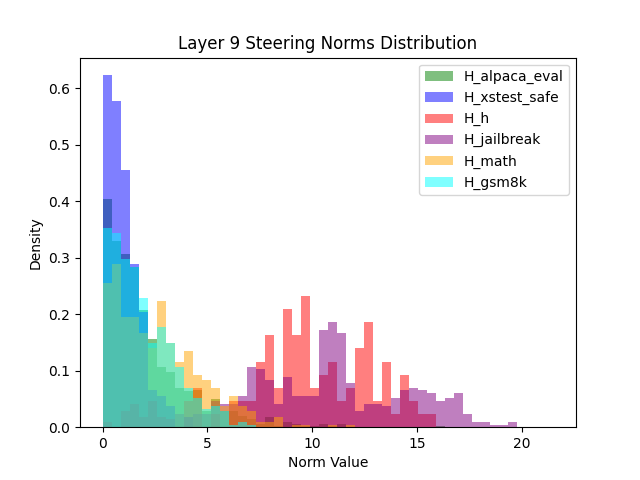 Layer 9 Steering Norms Distribution
H_alpaca_eval
H_xstest_safe
H_h
H_jailbreak
H_math
H_gsm8k
Density
0.6
0.5
0.4
0.3
0.2
0.1
0.0
0 5 10 15 20
Norm Value